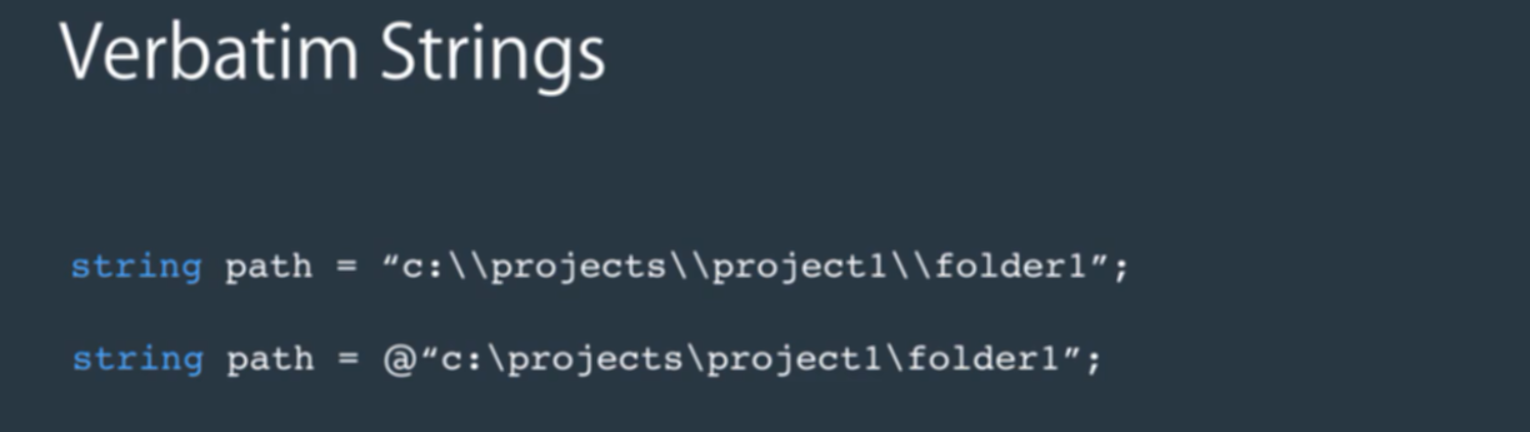 Verbatim Strings
string path = “c:\\projects\\project1\\folder1”;
string path = @“c:\projects\project1\folder1”;